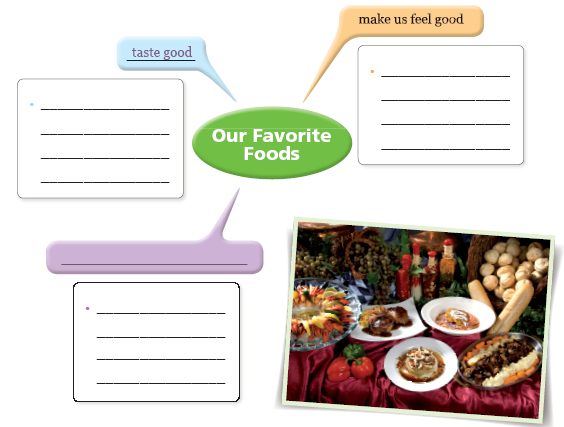 make us feel good
taste good
Our Favorite
Foods